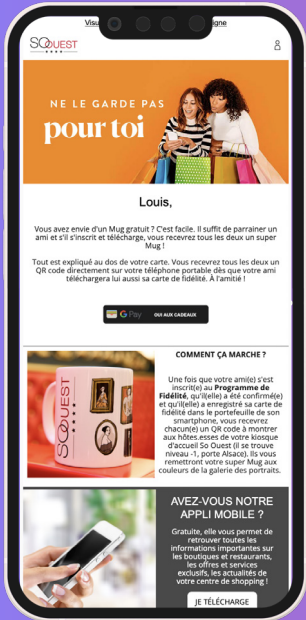 Visu
igne
SOOUEST
NE LE GARDE PAS
pour toi
Louis,
Vous avez envie d'un Mug gratuit ? C'est facile. Il suffit de parrainer un
ami et s'il s'inscrit et télécharge, vous recevrez tous les deux un super
Mug !
Tout est expliqué au dos de votre carte. Vous recevrez tous les deux un
QR code directement sur votre téléphone portable dès que votre ami
téléchargera lui aussi sa carte de fidélité. À l'amitié !
G Pay OUI AUX CADEAUX
COMMENT ÇA MARCHE ?
Une fois que votre ami(e) s'est
inscrit(e) au Programme de
Fidélité, qu'il(elle) a été confirmé(e)
et qu'il(elle) a enregistré sa carte de
fidélité dans le portefeuille de son
smartphone, vous recevrez
chacun(e) un QR code à montrer
aux hôtes.esses de votre kiosque
d'accueil So Ouest (il se trouve
niveau -1, porte Alsace). Ils vous
remettront votre super Mug aux
couleurs de la galerie des portraits.
SOOUEST
AVEZ-VOUS NOTRE
APPLI MOBILE ?
Gratuite, elle vous permet de
retrouver toutes les
informations importantes sur
les boutiques et restaurants,
les offres et services
exclusifs, les actualités de
votre centre de shopping !
JE TÉLÉCHARGE